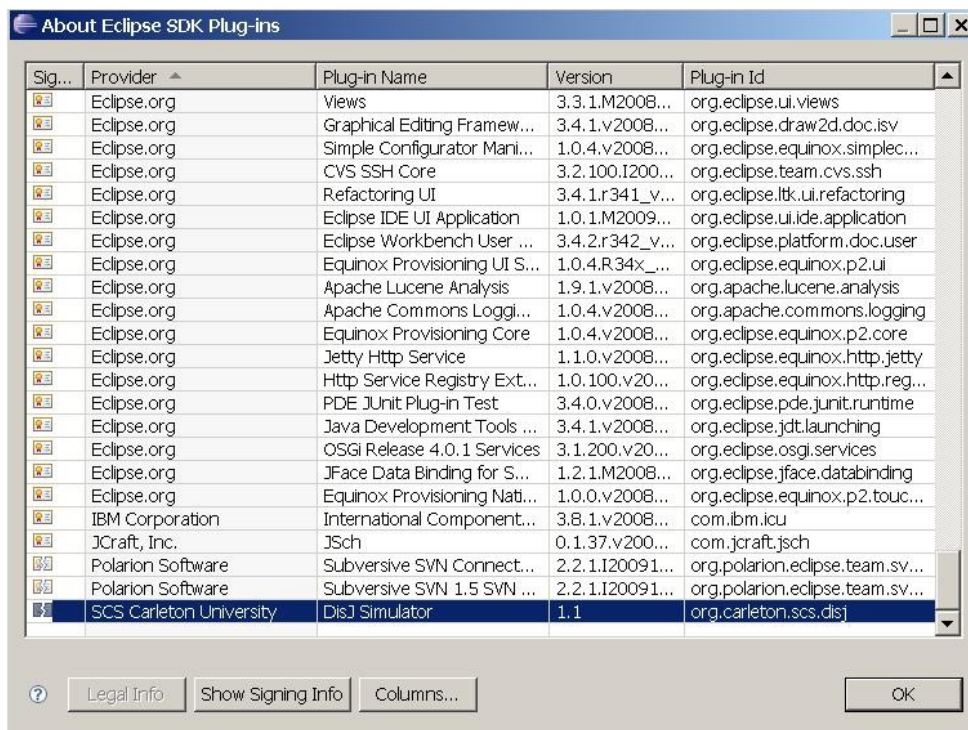 About Eclipse SDK Plug-ins
Sig... Provider Plug-in Name Version Plug-in Id
Eclipse.org Views 3.3.1.M2008... org.eclipse.ui.views
Eclipse.org Graphical Editing Framew... 3.4.1.v2008... org.eclipse.draw2d.doc.isv
Eclipse.org Simple Configurator Mani... 1.0.4.v2008... org.eclipse.equinox.simplec...
Eclipse.org CVS SSH Core 3.2.100.I200... org.eclipse.team.cvs.ssh
Eclipse.org Refactoring UI 3.4.1.r341_v... org.eclipse.ltk.ui.refactoring
Eclipse.org Eclipse IDE UI Application 1.0.1.M2009... org.eclipse.ui.ide.application
Eclipse.org Eclipse Workbench User ... 3.4.2.r342_v... org.eclipse.platform.doc.user
Eclipse.org Equinox Provisioning UI S... 1.0.4.R34x_... org.eclipse.equinox.p2.ui
Eclipse.org Apache Lucene Analysis 1.9.1.v2008... org.apache.lucene.analysis
Eclipse.org Apache Commons Loggi... 1.0.4.v2008... org.apache.commons.logging
Eclipse.org Equinox Provisioning Core 1.0.4.v2008... org.eclipse.equinox.p2.core
Eclipse.org Jetty Http Service 1.1.0.v2008... org.eclipse.equinox.http.jetty
Eclipse.org Http Service Registry Ext... 1.0.100.v20... org.eclipse.equinox.http.reg...
Eclipse.org PDE JUnit Plug-in Test 3.4.0.v2008... org.eclipse.pde.junit.runtime
Eclipse.org Java Development Tools ... 3.4.1.v2008... org.eclipse.jdt.launching
Eclipse.org OSGi Release 4.0.1 Services 3.1.200.v20... org.eclipse.osgi.services
Eclipse.org JFace Data Binding for S... 1.2.1.M2008... org.eclipse.jface.databinding
Eclipse.org Equinox Provisioning Nati... 1.0.0.v2008... org.eclipse.equinox.p2.touc...
IBM Corporation International Component... 3.8.1.v2008... com.ibm.icu
JCraft, Inc. JSch 0.1.37.v200... com.jcraft.jsch
Polarion Software Subversive SVN Connect... 2.2.1.I20091... org.polarion.eclipse.team.sv...
Polarion Software Subversive SVN 1.5 SVN ... 2.2.1.I20091... org.polarion.eclipse.team.sv...
SCS Carleton University DisJ Simulator 1.1 org.carleton.scs.disj
Legal Info Show Signing Info Columns... OK